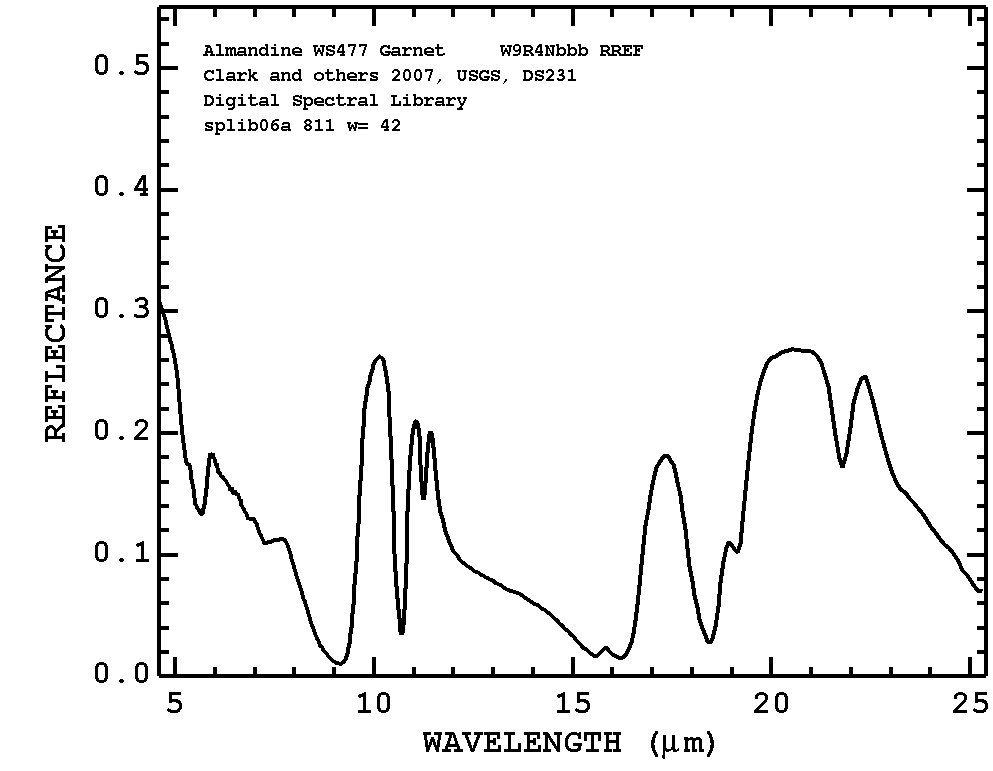 Almandine WS477 Garnet     W9R4Nbbb RREF
Clark and others 2007, USGS, DS231
Digital Spectral Library
splib06a 811 w= 42
0.5
0.4
0.3
0.2
0.1
0.0
REFLECTANCE
5 10 15 20 25
WAVELENGTH (μm)